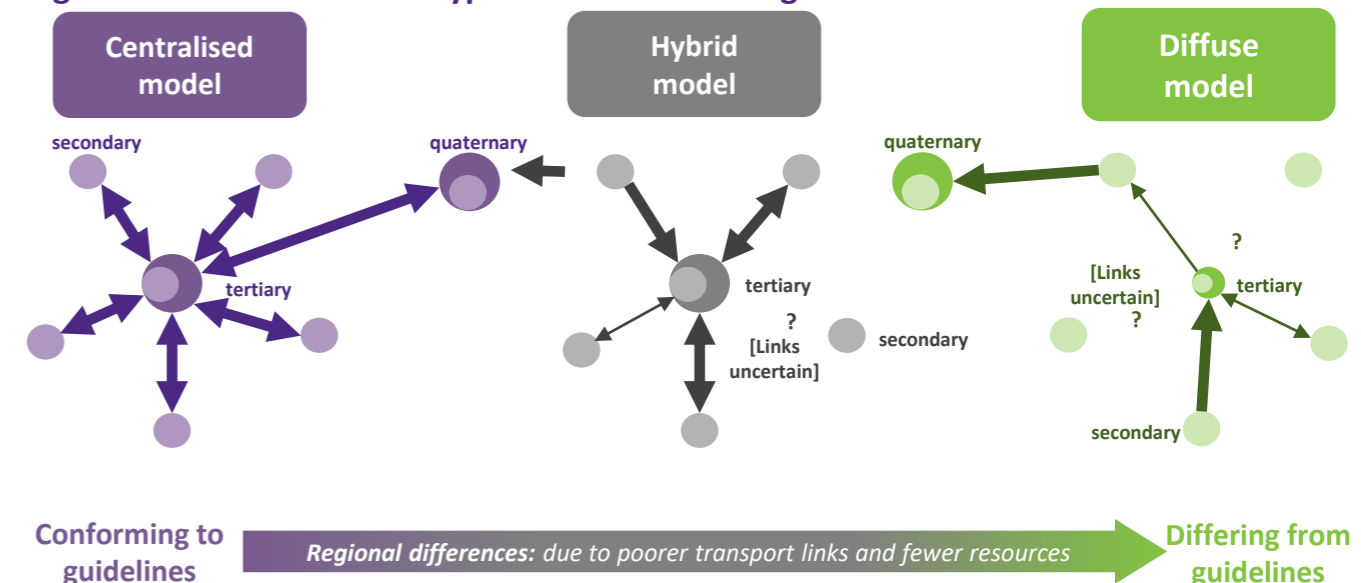 Centralised
model
Hybrid
model
Diffuse
model
secondary
quaternary
quaternary
tertiary
tertiary
?
[Links
uncertain]
secondary
?
[Links
uncertain]
?
tertiary
secondary
Conforming to
guidelines
Regional differences: due to poorer transport links and fewer resources
Differing from
guidelines